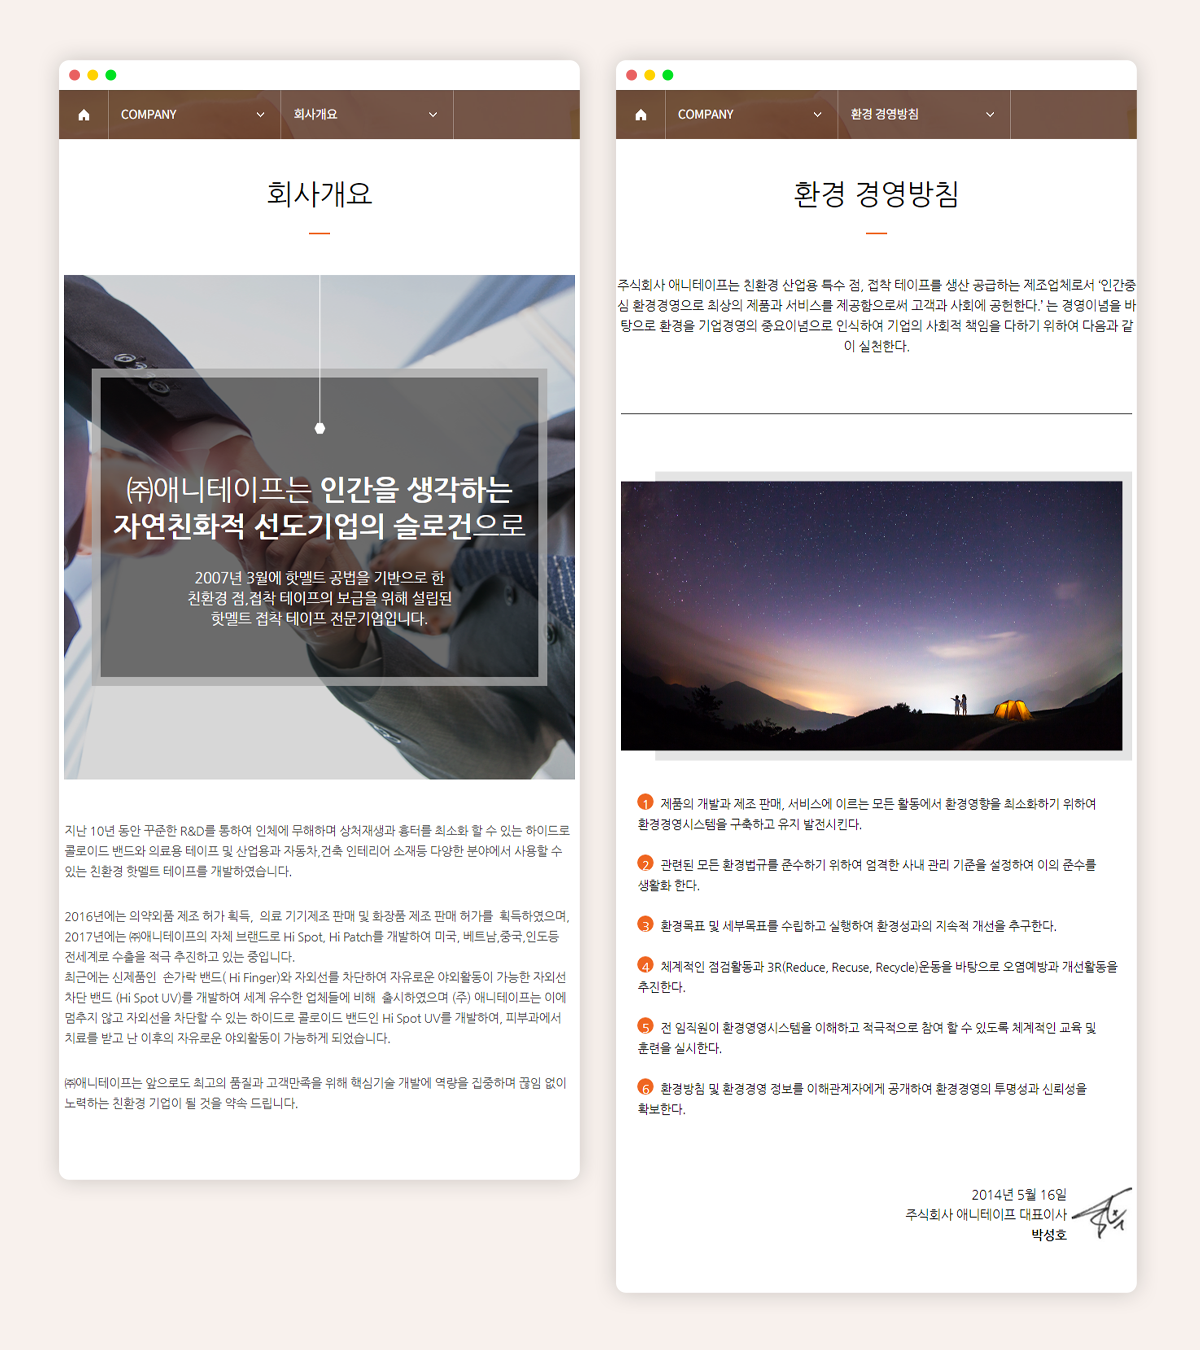 COMPANY
회사개요
회사개요
㈜애니테이프는 인간을 생각하는
자연친화적 선도기업의 슬로건으로
2007년 3월에 핫멜트 공법을 기반으로 한
친환경 점,접착 테이프의 보급을 위해 설립된
핫멜트 접착 테이프 전문기업입니다.
지난 10년 동안 꾸준한 R&D를 통하여 인체에 무해하며 상처재생과 흉터를 최소화 할 수 있는 하이드로
콜로이드 밴드와 의료용 테이프 및 산업용과 자동차,건축 인테리어 소재등 다양한 분야에서 사용할 수
있는 친환경 핫멜트 테이프를 개발하였습니다.
2016년에는 의약외품 제조 허가 획득, 의료 기기제조 판매 및 화장품 제조 판매 허가를 획득하였으며,
2017년에는 ㈜애니테이프의 자체 브랜드로 Hi Spot, Hi Patch를 개발하여 미국, 베트남,중국,인도등
전세계로 수출을 적극 추진하고 있는 중입니다.
최근에는 신제품인 손가락 밴드( Hi Finger)와 자외선를 차단하여 자유로운 야외활동이 가능한 자외선
차단 밴드 (Hi Spot UV)를 개발하여 세계 유수한 업체들에 비해 출시하였으며 (주) 애니테이프는 이에
멈추지 않고 자외선을 차단할 수 있는 하이드로 콜로이드 밴드인 Hi Spot UV를 개발하여, 피부과에서
치료를 받고 난 이후의 자유로운 야외활동이 가능하게 되었습니다.
㈜애니테이프는 앞으로도 최고의 품질과 고객만족을 위해 핵심기술 개발에 역량을 집중하며 끊임 없이
노력하는 친환경 기업이 될 것을 약속 드립니다.
COMPANY
환경 경영방침
환경 경영방침
주식회사 애니테이프는 친환경 산업용 특수 점, 접착 테이프를 생산 공급하는 제조업체로서 '인간중
심 환경경영으로 최상의 제품과 서비스를 제공함으로써 고객과 사회에 공헌한다.' 는 경영이념을 바
탕으로 환경을 기업경영의 중요이념으로 인식하여 기업의 사회적 책임을 다하기 위하여 다음과 같
이 실천한다.
1 제품의 개발과 제조 판매, 서비스에 이르는 모든 활동에서 환경영향을 최소화하기 위하여
환경경영시스템을 구축하고 유지 발전시킨다.
2 관련된 모든 환경법규를 준수하기 위하여 엄격한 사내 관리 기준을 설정하여 이의 준수를
생활화 한다.
3 환경목표 및 세부목표를 수립하고 실행하여 환경성과의 지속적 개선을 추구한다.
4 체계적인 점검활동과 3R(Reduce, Recuse, Recycle)운동을 바탕으로 오염예방과 개선활동을
추진한다.
5 전 임직원이 환경영영시스템을 이해하고 적극적으로 참여 할 수 있도록 체계적인 교육 및
훈련을 실시한다.
6 환경방침 및 환경경영 정보를 이해관계자에게 공개하여 환경경영의 투명성과 신뢰성을
확보한다.
2014년 5월 16일
주식회사 애니테이프 대표이사
박성호